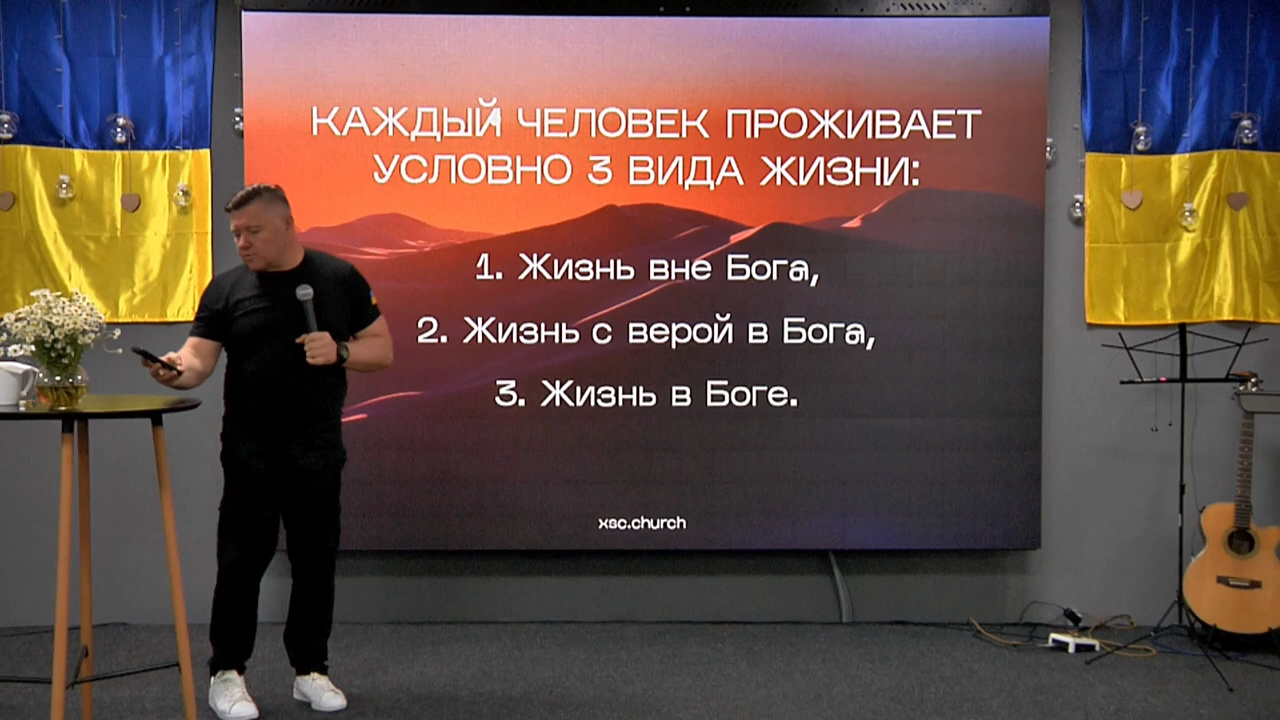 КАЖДЫЙ ЧЕЛОВЕК ПРОЖИВАЕТ
УСЛОВНО 3 ВИДА ЖИЗНИ:
1. Жизнь вне Бога,
2. Жизнь с верой в Бога,
3. Жизнь в Боге.
xsc.church